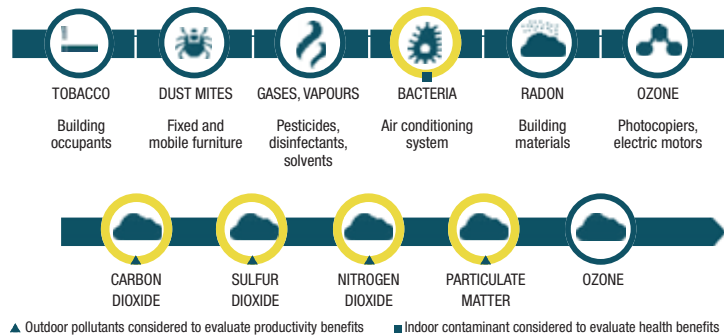 TOBACCO DUST MITES GASES, VAPOURS BACTERIA RADON OZONE
Building Fixed and Pesticides, Air conditioning Building Photocopiers,
occupants mobile furniture disinfectants, system materials electric motors
solvents
CARBON SULFUR NITROGEN PARTICULATE OZONE
DIOXIDE DIOXIDE DIOXIDE MATTER
Outdoor pollutants considered to evaluate productivity benefits Indoor contaminant considered to evaluate health benefits